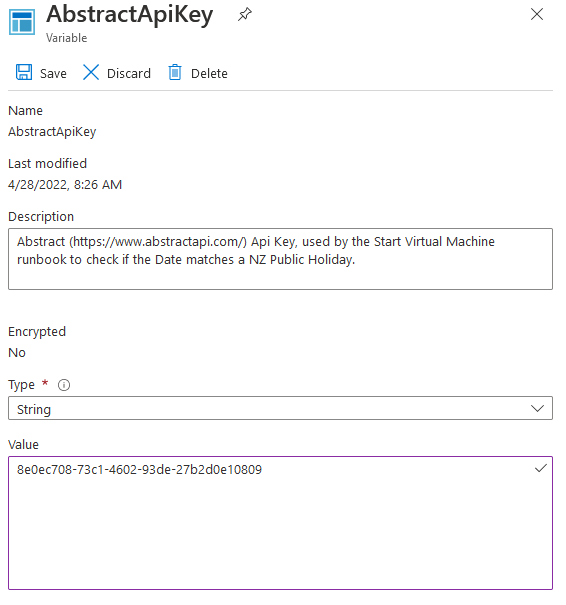 AbstractApiKey
Variable
Save Discard Delete
Name
AbstractApiKey
Last modified
4/28/2022, 8:26 AM
Description
Abstract (https://www.abstractapi.com/) Api Key, used by the Start Virtual Machine
runbook to check if the Date matches a NZ Public Holiday.
Encrypted
No
Type *
String
Value
8e0ec708-73c1-4602-93de-27b2d0e10809